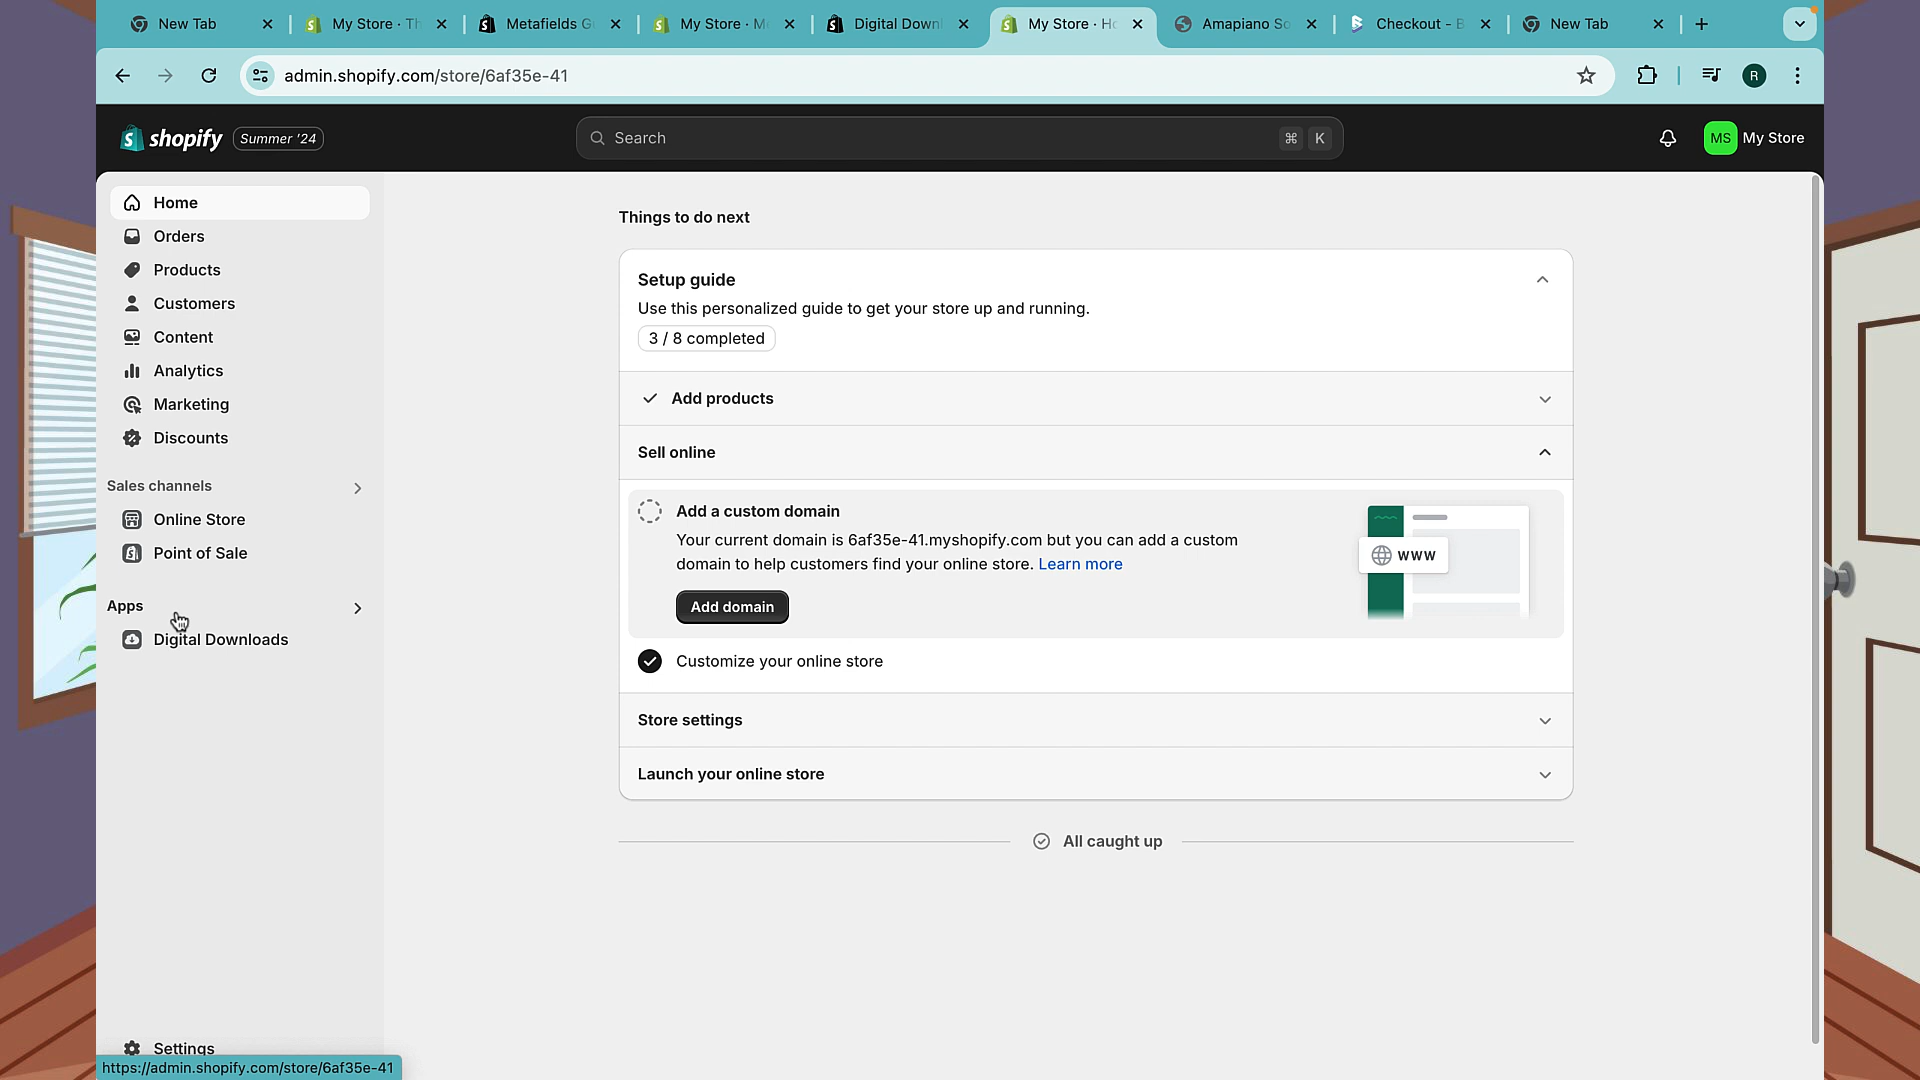 New Tab
My Store · Th
Metafields G
My Store · M
Digital Down
My Store · Ho
Amapiano So
Checkout - B
New Tab
admin.shopify.com/store/6af35e-41
R
shopify
Summer '24
Search
⌘ K
MS My Store
Home
Orders
Products
Customers
Content
Analytics
Marketing
Discounts
Sales channels
Online Store
Point of Sale
Apps
Digital Downloads
Settings
https://admin.shopify.com/store/6af35e-41
Things to do next
Setup guide
Use this personalized guide to get your store up and running.
3 / 8 completed
Add products
Sell online
Add a custom domain
Your current domain is 6af35e-41.myshopify.com but you can add a custom
domain to help customers find your online store. Learn more
Add domain
www
Customize your online store
Store settings
Launch your online store
All caught up